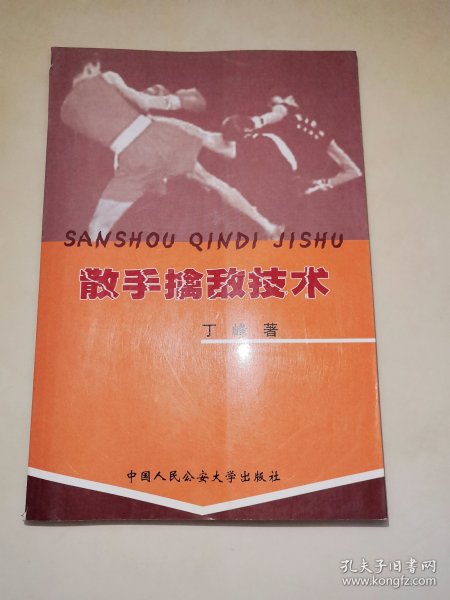 SANSHOU QINDI JISHU
散手擒敌技术
丁 峰 著
中国人民公安大学出版社
孔夫子旧书网
www.kongfz.com